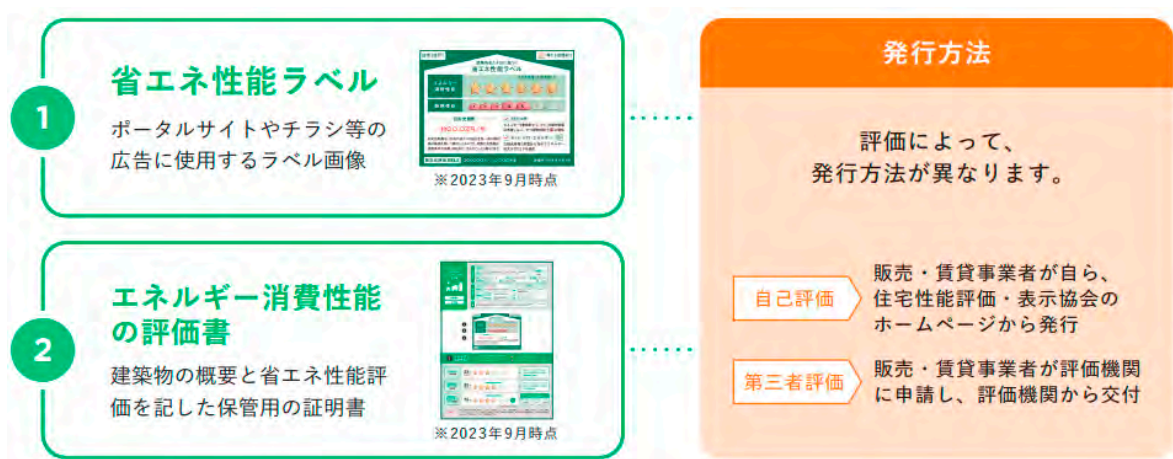 1
省エネ性能ラベル
ポータルサイトやチラシ等の
広告に使用するラベル画像
省エネ性能ラベル
※2023年9月時点
2
エネルギー消費性能
の評価書
建築物の概要と省エネ性能評
価を記した保管用の証明書
※2023年9月時点
発行方法
評価によって、
発行方法が異なります。
自己評価
販売・賃貸事業者が自ら、
住宅性能評価・表示協会の
ホームページから発行
第三者評価
販売・賃貸事業者が評価機関
に申請し、評価機関から交付